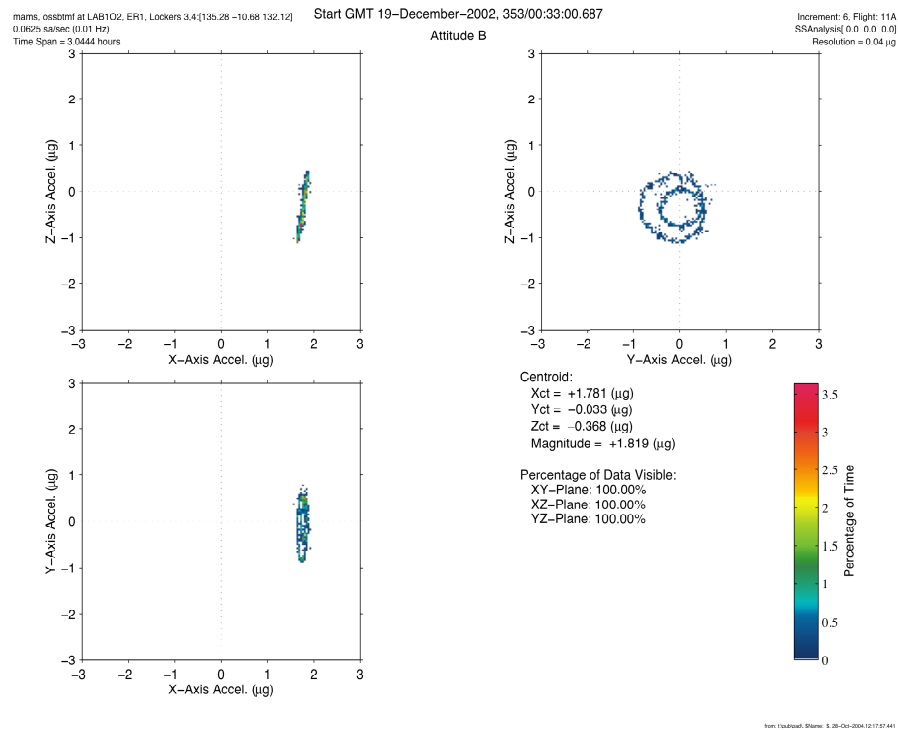 mams, ossbtmf at LAB1O2, ER1, Lockers 3,4:[135.28 −10.68 132.12]
0.0625 sa/sec (0.01 Hz)
Time Span = 3.0444 hours
Start GMT 19−December−2002, 353/00:33:00.687
Attitude B
Increment: 6, Flight: 11A
SSAnalysis[ 0.0 0.0 0.0]
Resolution = 0.04 µg
3
2
1
0
−1
−2
−3
Z−Axis Accel. (µg)
−3 −2 −1 0 1 2 3
X−Axis Accel. (µg)
3
2
1
0
−1
−2
−3
Z−Axis Accel. (µg)
−3 −2 −1 0 1 2 3
Y−Axis Accel. (µg)
3
2
1
0
−1
−2
−3
Y−Axis Accel. (µg)
−3 −2 −1 0 1 2 3
X−Axis Accel. (µg)
Centroid:
Xct = +1.781 (µg)
Yct = −0.033 (µg)
Zct = −0.368 (µg)
Magnitude = +1.819 (µg)
Percentage of Data Visible:
XY−Plane: 100.00%
XZ−Plane: 100.00%
YZ−Plane: 100.00%
3.5
3
2.5
2
1.5
1
0.5
0
Percentage of Time
28−Oct−2004.12:17:57.441